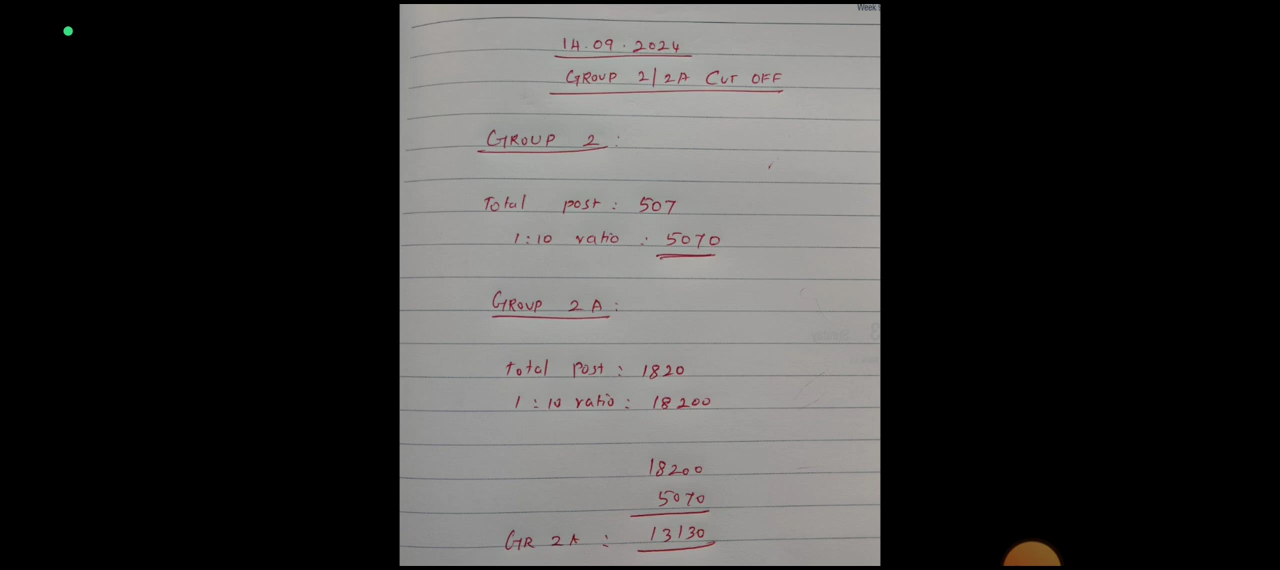 Week
14.09.2024
GROUP 2/2A CUT OFF
GROUP 2:
Total post: 507
1:10 ratio : 5070
GROUP 2A:
Total post: 1820
1:10 ratio: 18200
18200
5070
GR 2A : 13130